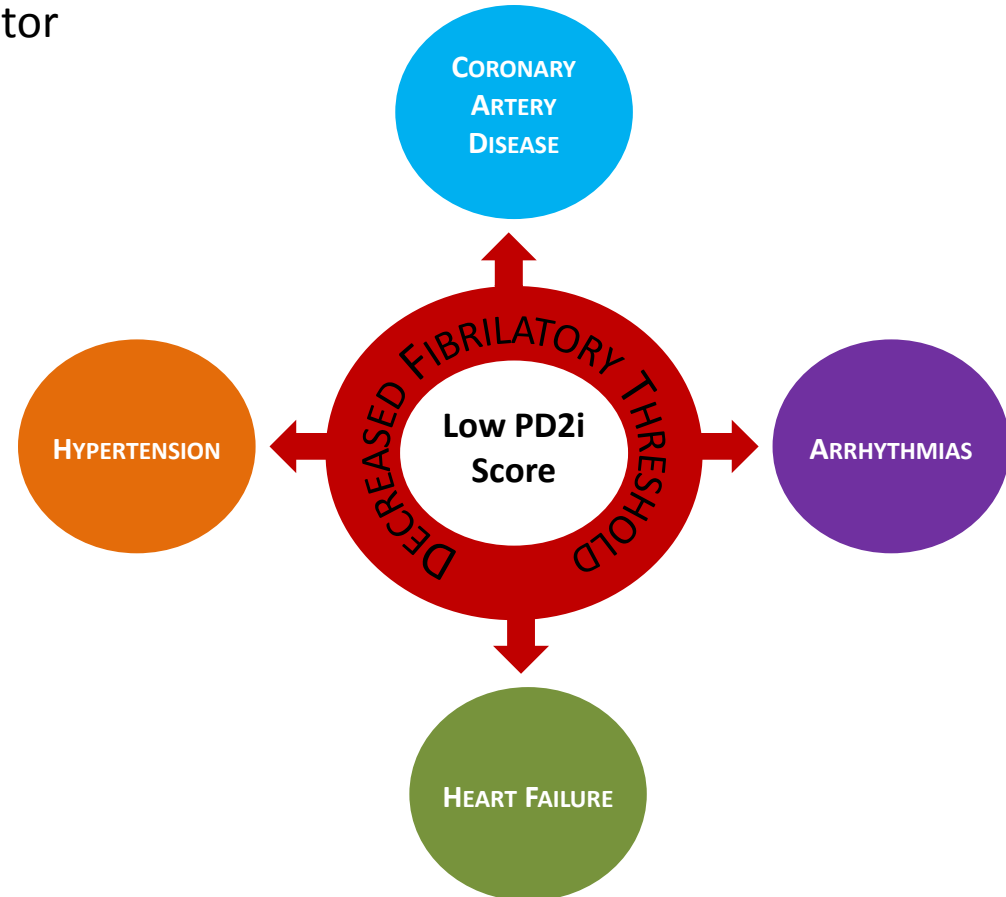 tor
CORONARY
ARTERY
DISEASE
DECREASED FIBRILATORY THRESHOLD
Low PD2i
Score
HYPERTENSION
ARRHYTHMIAS
HEART FAILURE